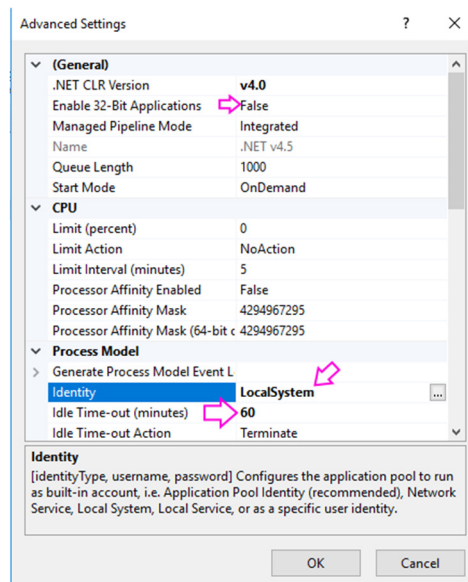 Advanced Settings ? ×
(General)
.NET CLR Version v4.0
Enable 32-Bit Applications False
Managed Pipeline Mode Integrated
Name .NET v4.5
Queue Length 1000
Start Mode OnDemand
CPU
Limit (percent) 0
Limit Action NoAction
Limit Interval (minutes) 5
Processor Affinity Enabled False
Processor Affinity Mask 4294967295
Processor Affinity Mask (64-bit c 4294967295
Process Model
Generate Process Model Event L
Identity LocalSystem ...
Idle Time-out (minutes) 60
Idle Time-out Action Terminate
Identity
[identityType, username, password] Configures the application pool to run
as built-in account, i.e. Application Pool Identity (recommended), Network
Service, Local System, Local Service, or as a specific user identity.
OK Cancel